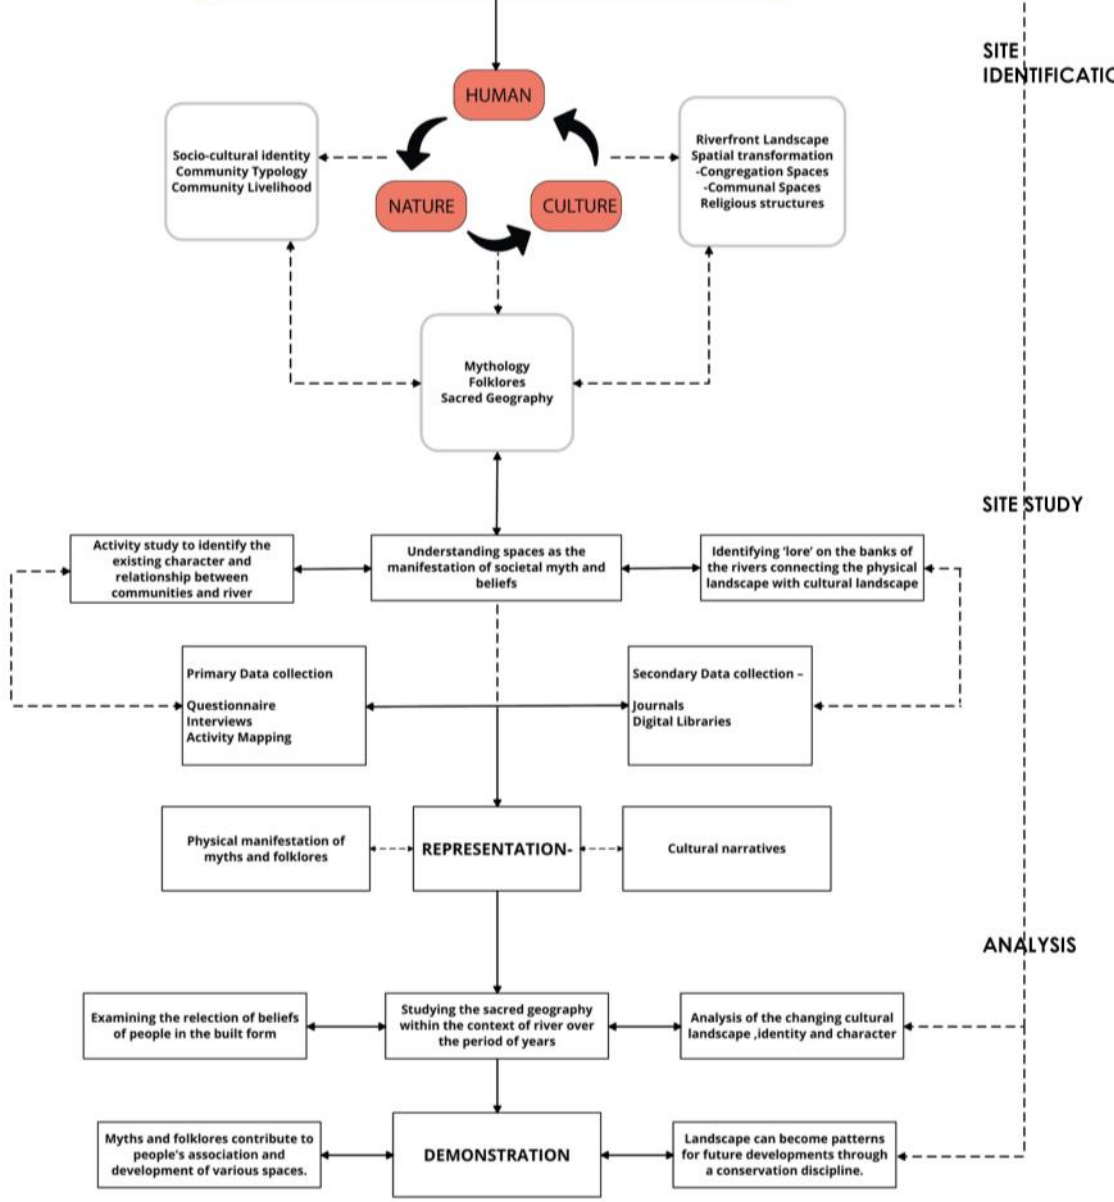 SITE
IDENTIFICATIO
HUMAN
Socio-cultural identity
Community Typology
Community Livelihood
Riverfront Landscape
Spatial transformation
-Congregation Spaces
-Communal Spaces
Religious structures
NATURE
CULTURE
Mythology
Folklores
Sacred Geography
SITE STUDY
Activity study to identify the
existing character and
relationship between
communities and river
Understanding spaces as the
manifestation of societal myth and
beliefs
Identifying 'lore' on the banks of
the rivers connecting the physical
landscape with cultural landscape
Primary Data collection
Questionnaire
Interviews
Activity Mapping
Secondary Data collection –
Journals
Digital Libraries
Physical manifestation of
myths and folklores
REPRESENTATION-
Cultural narratives
ANALYSIS
Examining the relection of beliefs
of people in the built form
Studying the sacred geography
within the context of river over
the period of years
Analysis of the changing cultural
landscape ,identity and character
Myths and folklores contribute to
people's association and
development of various spaces.
DEMONSTRATION
Landscape can become patterns
for future developments through
a conservation discipline.